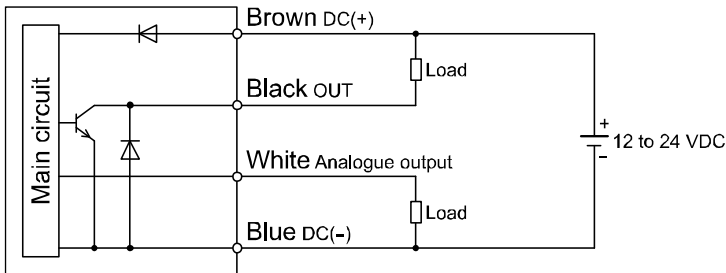 Brown DC(+)
Load
Black OUT
Main circuit
+
12 to 24 VDC
–
White Analogue output
Load
Blue DC(–)